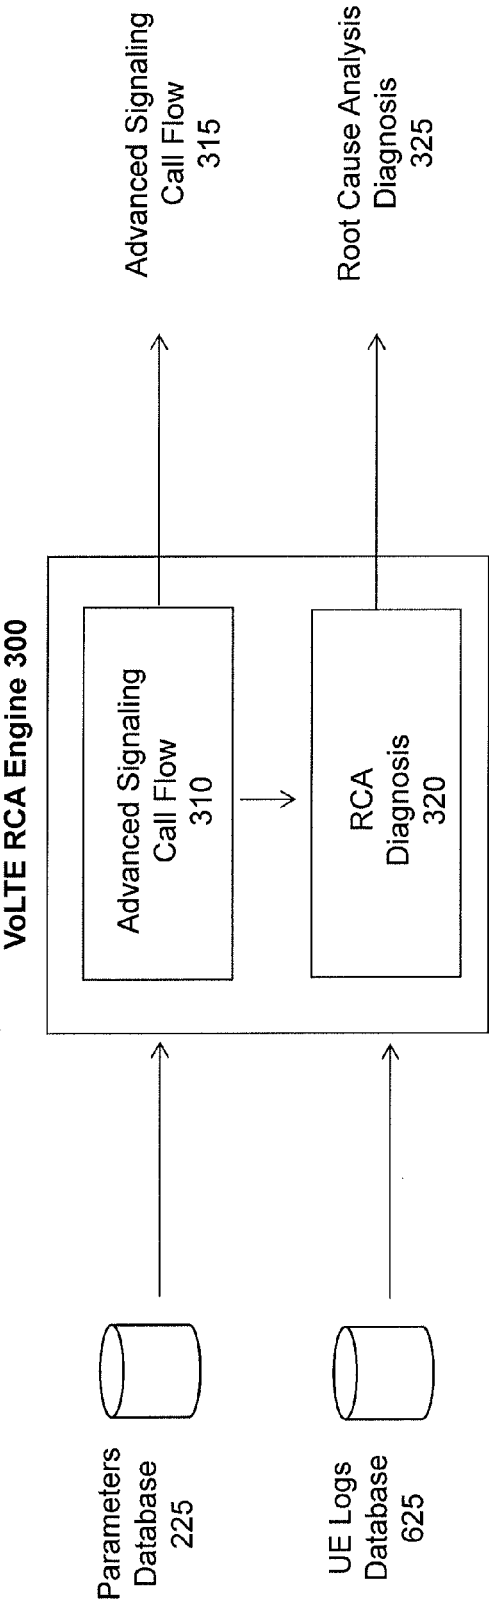 VoLTE RCA Engine 300
Parameters
Database
225
UE Logs
Database
625
Advanced Signaling
Call Flow
310
RCA
Diagnosis
320
Advanced Signaling
Call Flow
315
Root Cause Analysis
Diagnosis
325